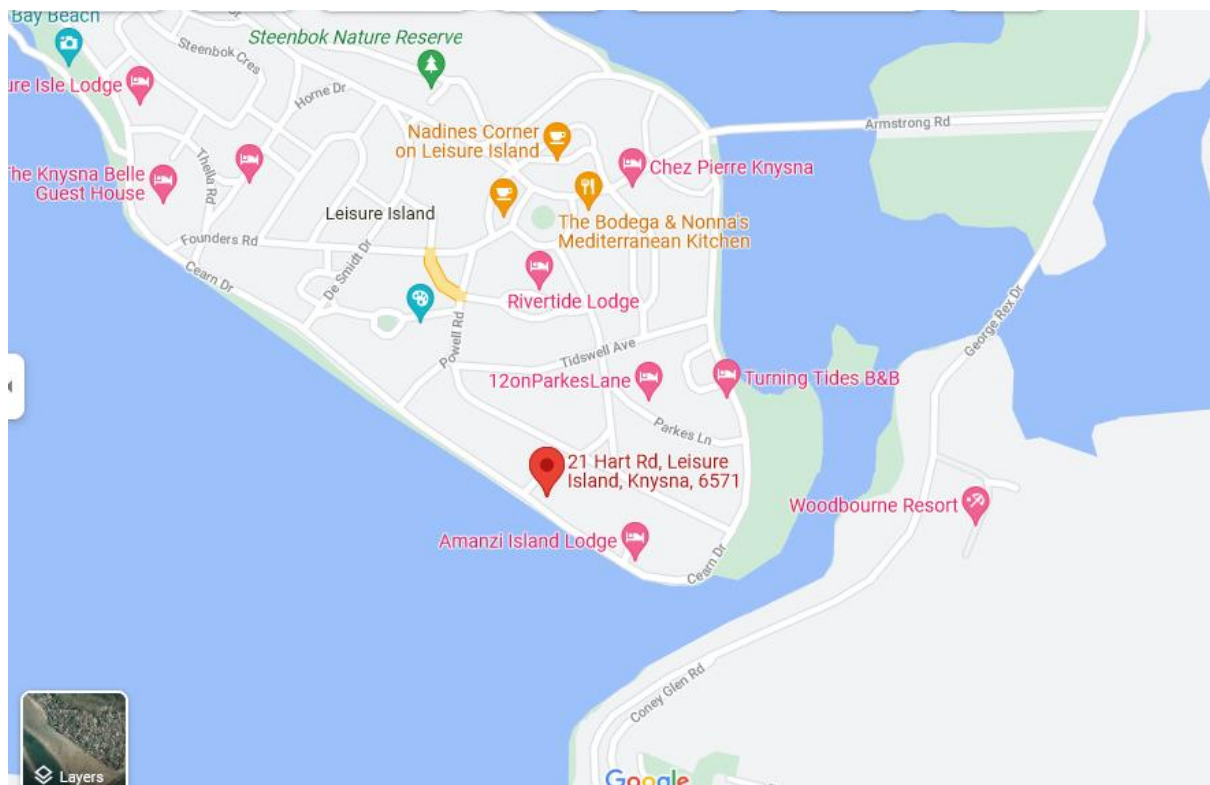 Bay Beach
Steenbok Nature Reserve
Steenbok Cres
ure Isle Lodge
Horne Dr
Nadines Corner
on Leisure Island
Armstrong Rd
Chez Pierre Knysna
The Knysna Belle
Guest House
Thella Rd
Leisure Island
The Bodega & Nonna's
Mediterranean Kitchen
Founders Rd
De Smidt Dr
Cearn Dr
Rivertide Lodge
George Rex Dr
Powell Rd
Tidswell Ave
12onParkesLane
Turning Tides B&B
Parkes Ln
21 Hart Rd, Leisure
Island, Knysna, 6571
Woodbourne Resort
Amanzi Island Lodge
Cearn Dr
Coney Glen Rd
Layers
Google